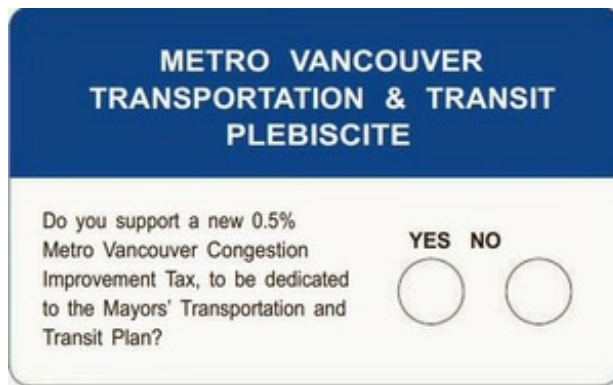 METRO VANCOUVER
TRANSPORTATION & TRANSIT
PLEBISCITE
Do you support a new 0.5%
Metro Vancouver Congestion
Improvement Tax, to be dedicated
to the Mayors' Transportation and
Transit Plan?
YES NO